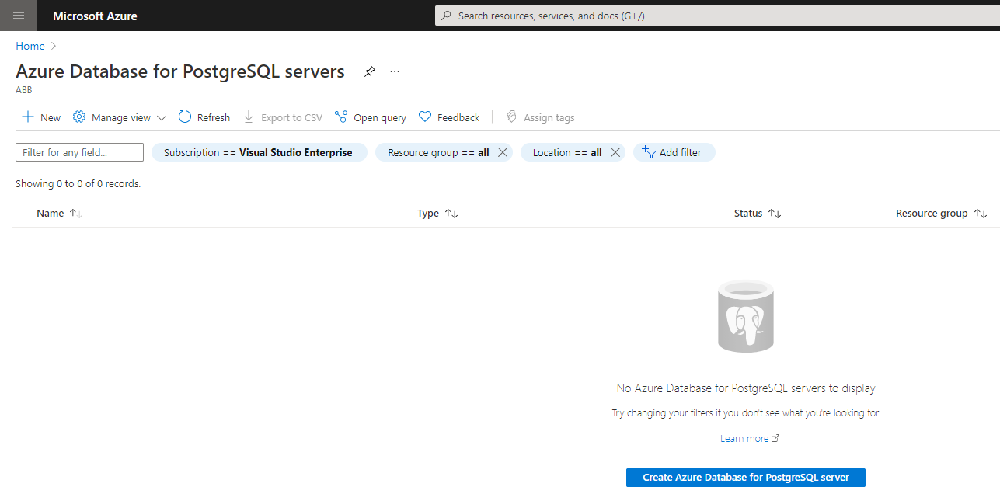 Microsoft Azure
Search resources, services, and docs (G+/)
Home
Azure Database for PostgreSQL servers ...
ABB
New Manage view Refresh Export to CSV Open query Feedback Assign tags
Filter for any field... Subscription == Visual Studio Enterprise Resource group == all Location == all Add filter
Showing 0 to 0 of 0 records.
Name Type Status Resource group
No Azure Database for PostgreSQL servers to display
Try changing your filters if you don't see what you're looking for.
Learn more
Create Azure Database for PostgreSQL server